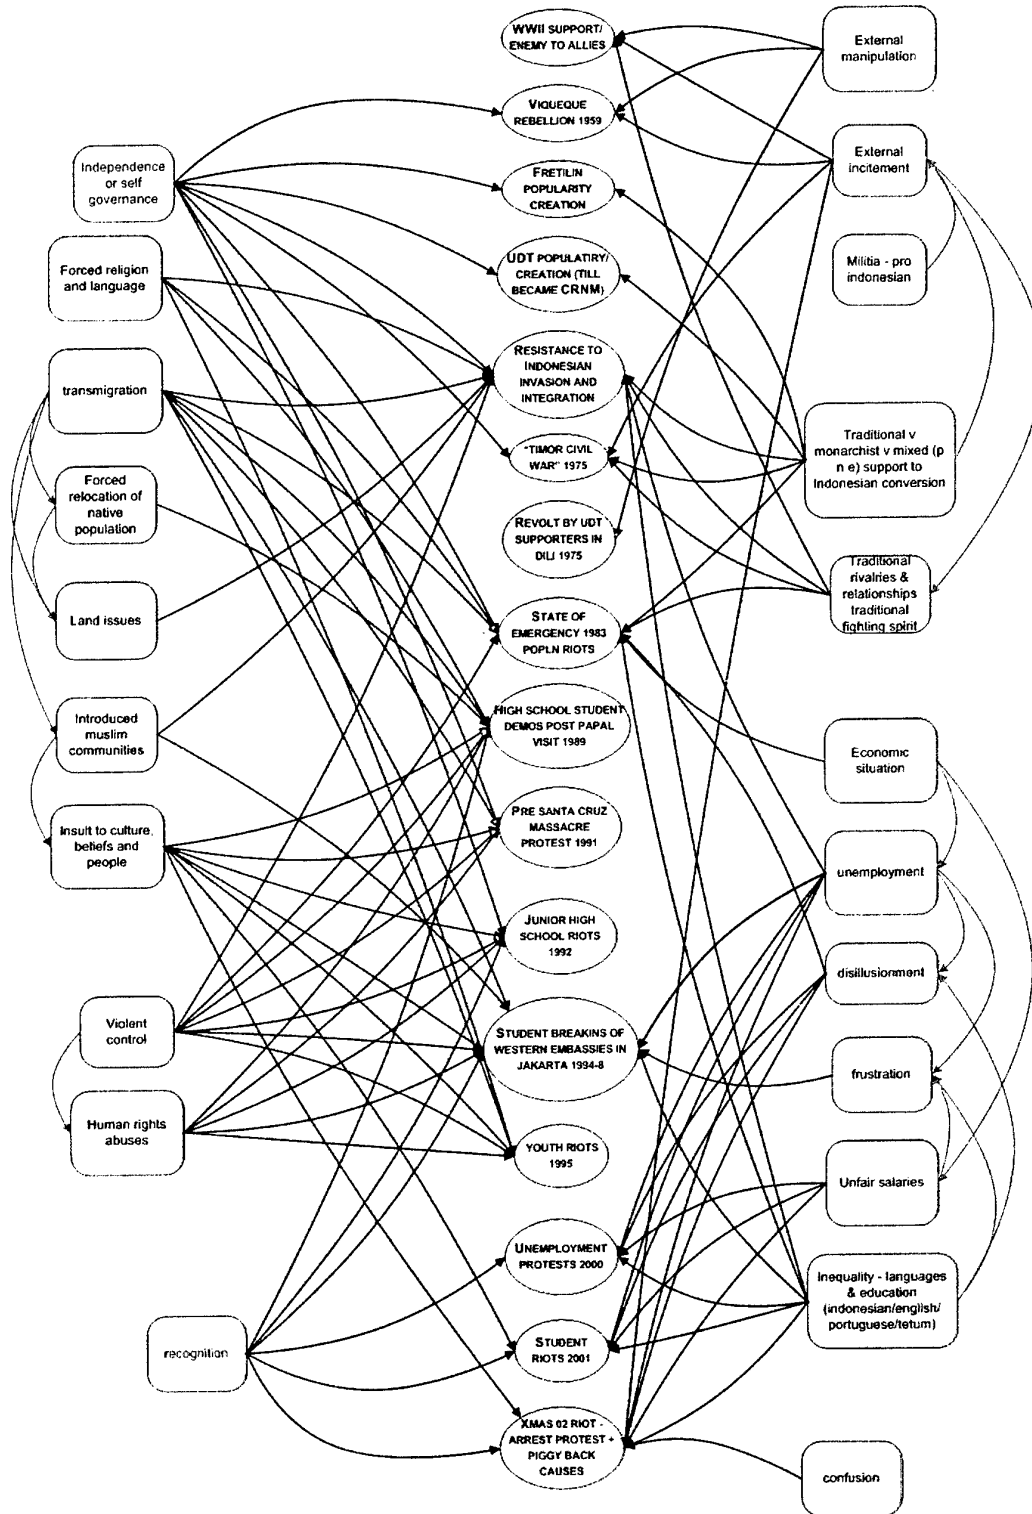 WWII SUPPORT/
ENEMY TO ALLIES
External
manipulation
VIQUEQUE
REBELLION 1959
Independence
or self
governance
External
incitement
FRETILIN
POPULARITY
CREATION
Forced religion
and language
UDT POPULATIRY/
CREATION (TILL
BECAME CRNM)
Militia - pro
indonesian
transmigration
RESISTANCE TO
INDONESIAN
INVASION AND
INTEGRATION
"TIMOR CIVIL
WAR" 1975
Traditional v
monarchist v mixed (p
n e) support to
Indonesian conversion
Forced
relocation of
native
population
REVOLT BY UDT
SUPPORTERS IN
DILI 1975
Land issues
STATE OF
EMERGENCY 1983
POPLN RIOTS
Traditional
rivalries &
relationships
traditional
fighting spirit
Introduced
muslim
communities
HIGH SCHOOL STUDENT
DEMOS POST PAPAL
VISIT 1989
Economic
situation
Insult to culture,
beliefs and
people
PRE SANTA CRUZ
MASSACRE
PROTEST 1991
unemployment
JUNIOR HIGH
SCHOOL RIOTS
1992
disillusionment
Violent
control
STUDENT BREAKINS OF
WESTERN EMBASSIES IN
JAKARTA 1994-8
frustration
Human rights
abuses
YOUTH RIOTS
1995
Unfair salaries
UNEMPLOYMENT
PROTESTS 2000
Inequality - languages
& education
(indonesian/english/
portuguese/tetum)
recognition
STUDENT
RIOTS 2001
XMAS 02 RIOT -
ARREST PROTEST +
PIGGY BACK
CAUSES
confusion